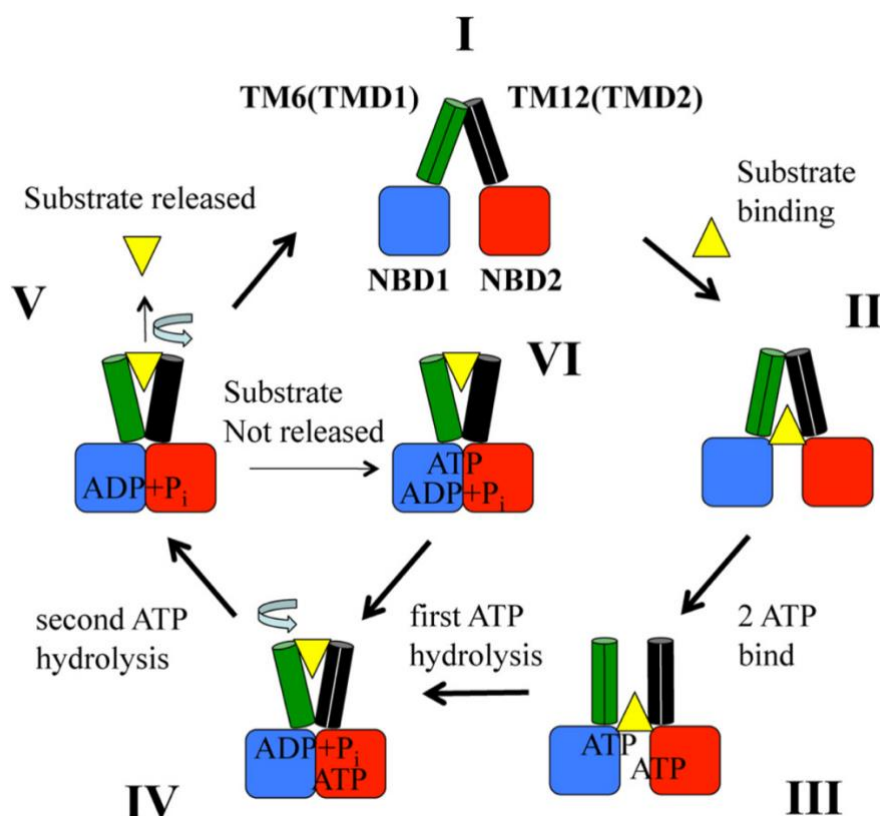 I
TM6(TMD1)
TM12(TMD2)
Substrate released
Substrate
binding
NBD1
NBD2
V
II
VI
Substrate
Not released
ADP+Pi
ATP
ADP+Pi
second ATP
hydrolysis
first ATP
hydrolysis
2 ATP
bind
ADP+Pi
ATP
ATP
ATP
IV
III